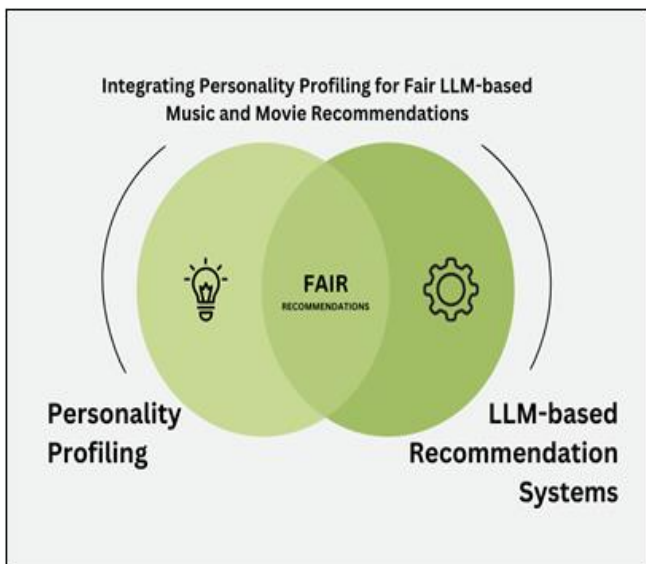 Integrating Personality Profiling for Fair LLM-based
Music and Movie Recommendations
FAIR
RECOMMENDATIONS
Personality
Profiling
LLM-based
Recommendation
Systems